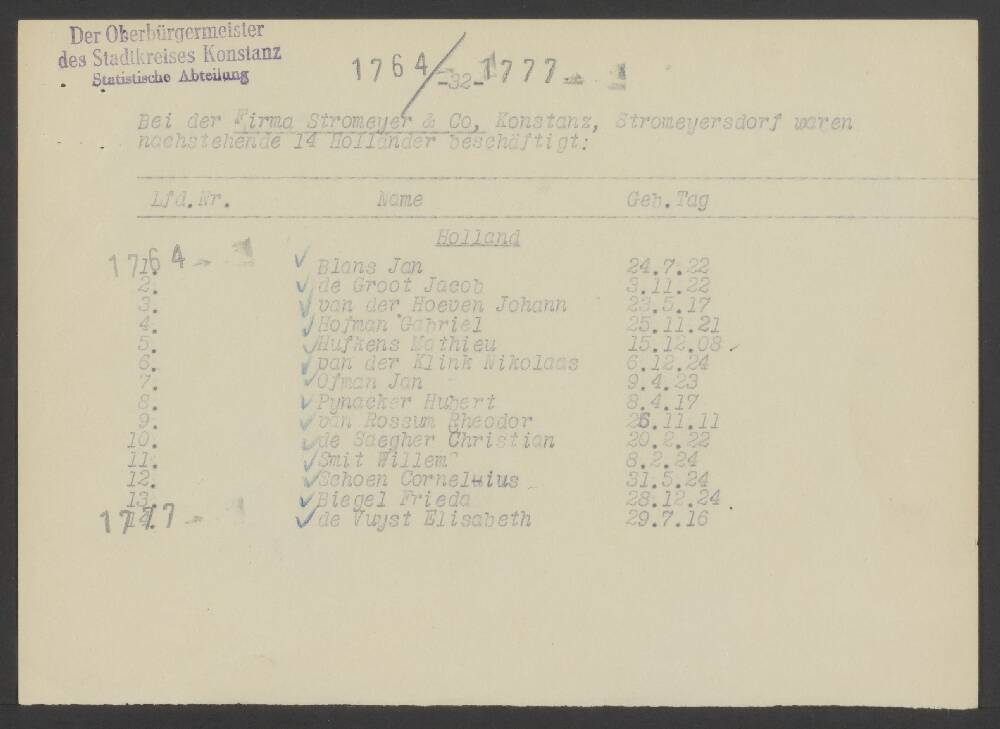 Der Oberbürgermeister
des Stadtkreises Konstanz
Statistische Abteilung
1764 / -32- 1777 - 1
Bei der Firma Stromeyer & Co, Konstanz, Stromeyersdorf waren
nachstehende 14 Holländer beschäftigt:
Lfd.Nr. Name Geb.Tag
Holland
1764 - 1
1. Blans Jan 24.7.22
2. de Groot Jacob 3.11.22
3. van der Hoeven Johann 23.5.17
4. Hofman Gabriel 25.11.21
5. Hufkens Mathieu 15.12.08
6. van der Klink Nikolaas 6.12.24
7. Ofman Jan 9.4.23
8. Pynacker Hubert 8.4.17
9. van Rossum Rheodor 26.11.11
10. de Saegher Christian 20.2.22
11. Smit Willem 8.2.24
12. Schoen Cornelius 31.5.24
13. Biegel Frieda 28.12.24
14. de Vuyst Elisabeth 29.7.16
1777 -